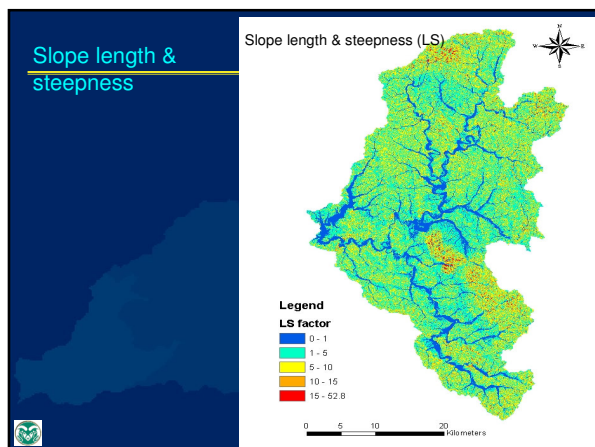 Slope length &
steepness
Slope length & steepness (LS)
N
W E
S
Legend
LS factor
0 - 1
1 - 5
5 - 10
10 - 15
15 - 52.8
0 5 10 20
Kilometers